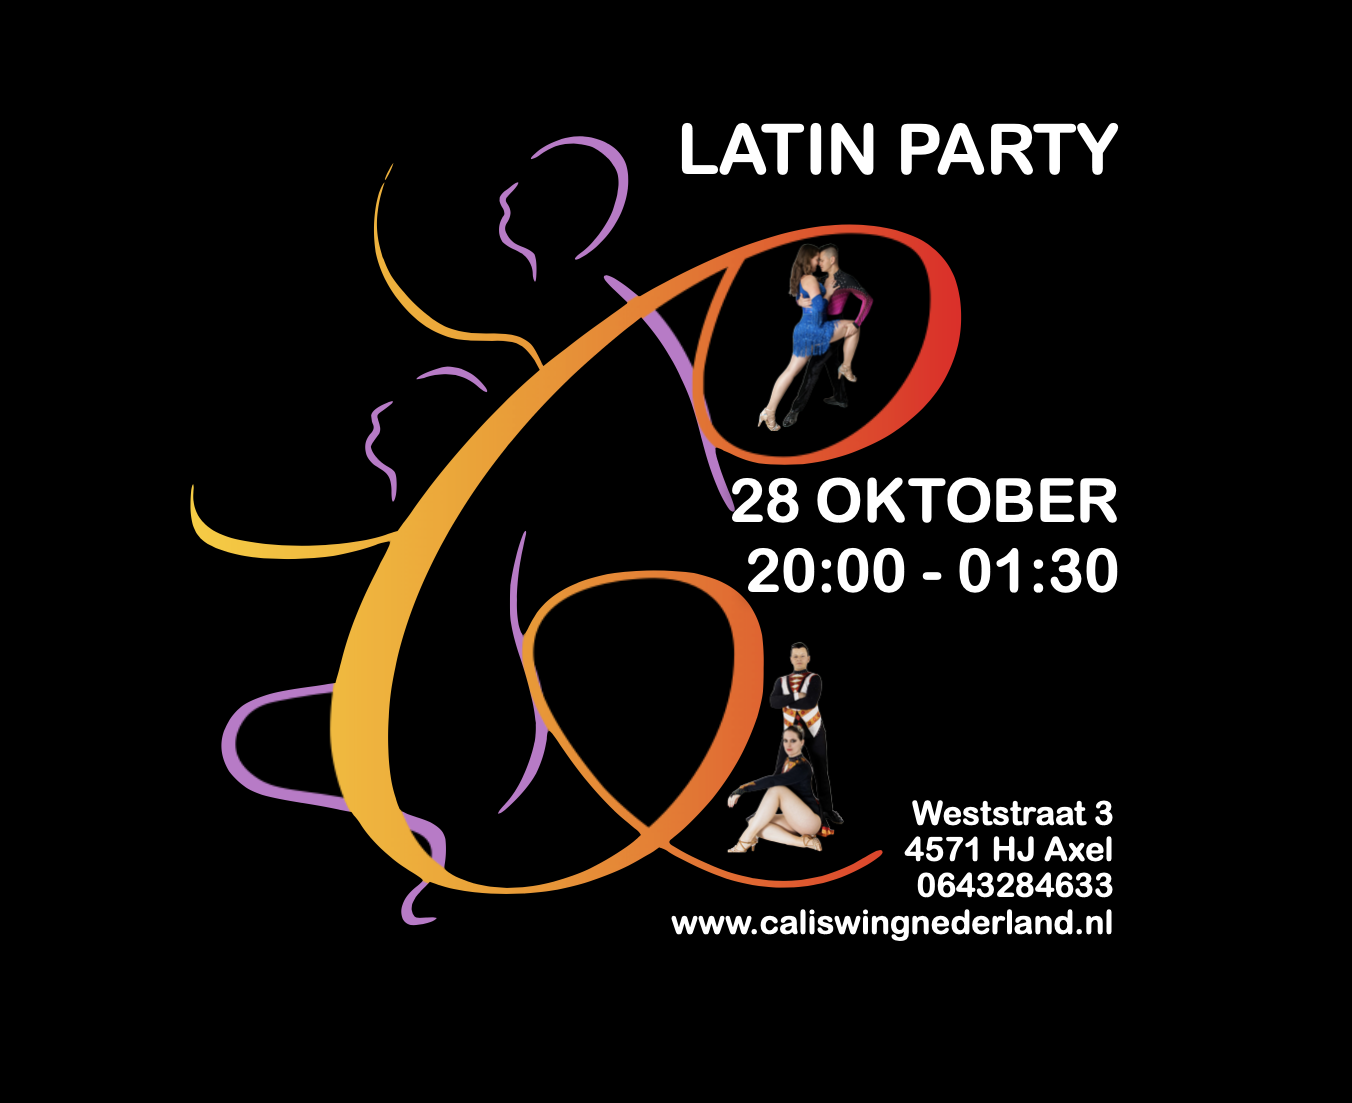 LATIN PARTY
28 OKTOBER
20:00 - 01:30
Weststraat 3
4571 HJ Axel
0643284633
www.caliswingnederland.nl